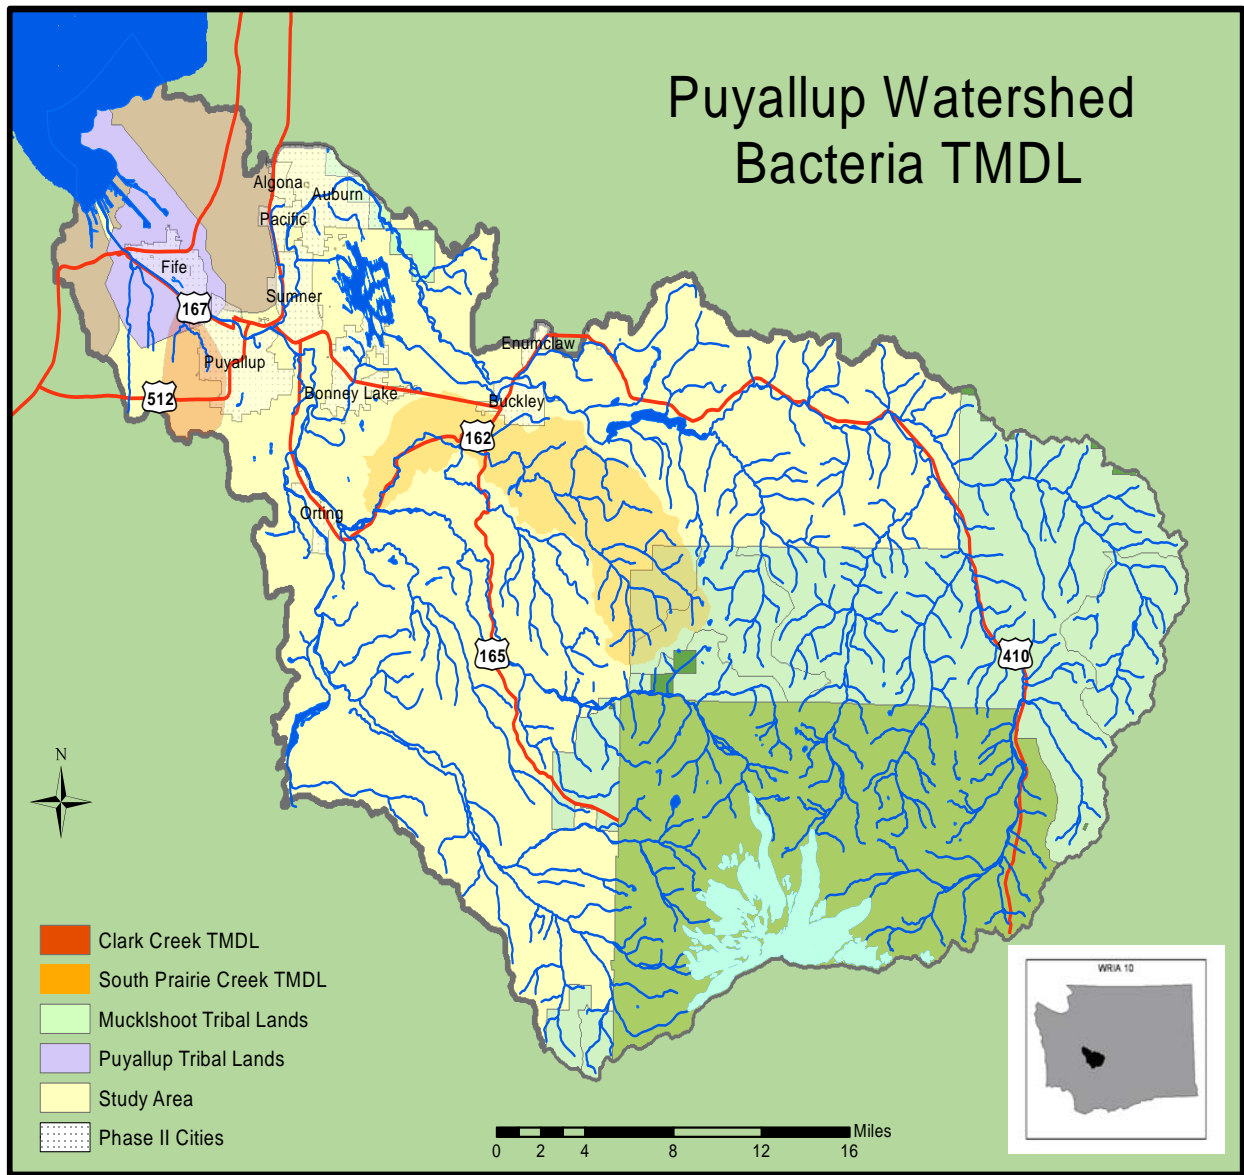 Puyallup Watershed
Bacteria TMDL
Algona
Auburn
Pacific
Fife
Sumner
167
Enumclaw
Puyallup
512
Bonney Lake
Buckley
162
Orting
165
410
N
Clark Creek TMDL
South Prairie Creek TMDL
Mucklshoot Tribal Lands
Puyallup Tribal Lands
Study Area
Phase II Cities
Miles
0 2 4 8 12 16
WRIA 10